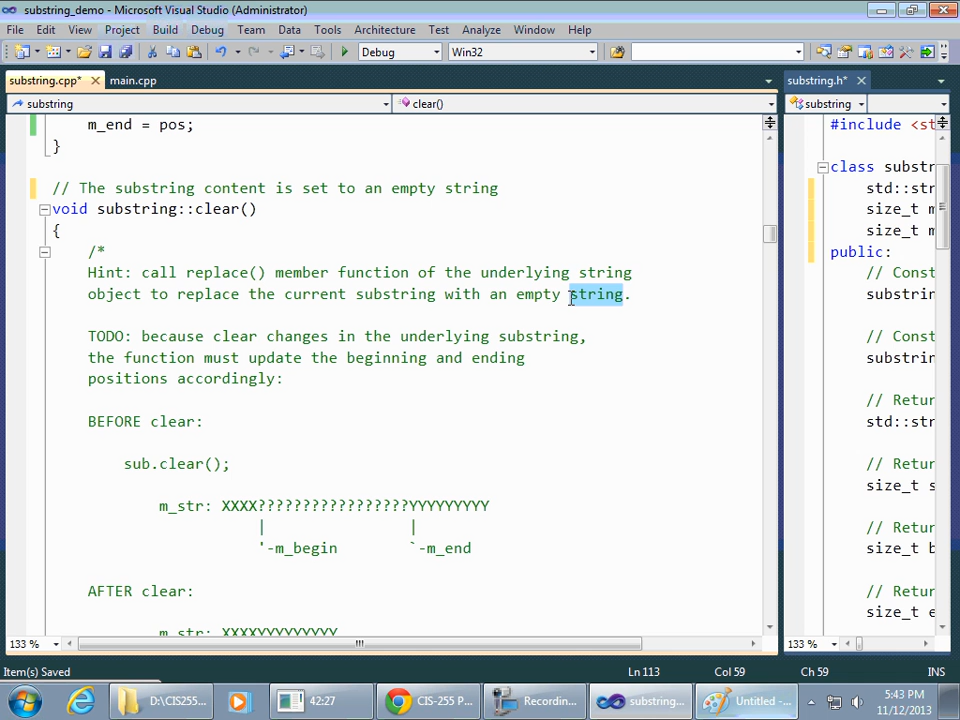 substring_demo - Microsoft Visual Studio (Administrator)
File Edit View Project Build Debug Team Data Tools Architecture Test Analyze Window Help
Debug Win32
substring.cpp* main.cpp substring.h*
substring clear() substring
m_end = pos; #include <st
}
class substr
// The substring content is set to an empty string std::str
void substring::clear() size_t m
{ size_t m
/* public:
Hint: call replace() member function of the underlying string // Cons
object to replace the current substring with an empty string. substrin
TODO: because clear changes in the underlying substring, // Cons
the function must update the beginning and ending substrin
positions accordingly:
// Retur
BEFORE clear: std::str
sub.clear(); // Retur
size_t s
m_str: XXXX?????????????????YYYYYYYYY
| | // Retur
'-m_begin `-m_end size_t b
AFTER clear: // Retur
size_t e
m_str: XXXXYYYYYYYYY
133 % 133 %
Item(s) Saved Ln 113 Col 59 Ch 59 INS
D:\CIS255... 42:27 CIS-255 P... Recordin... substring... Untitled -... 5:43 PM
11/12/2013